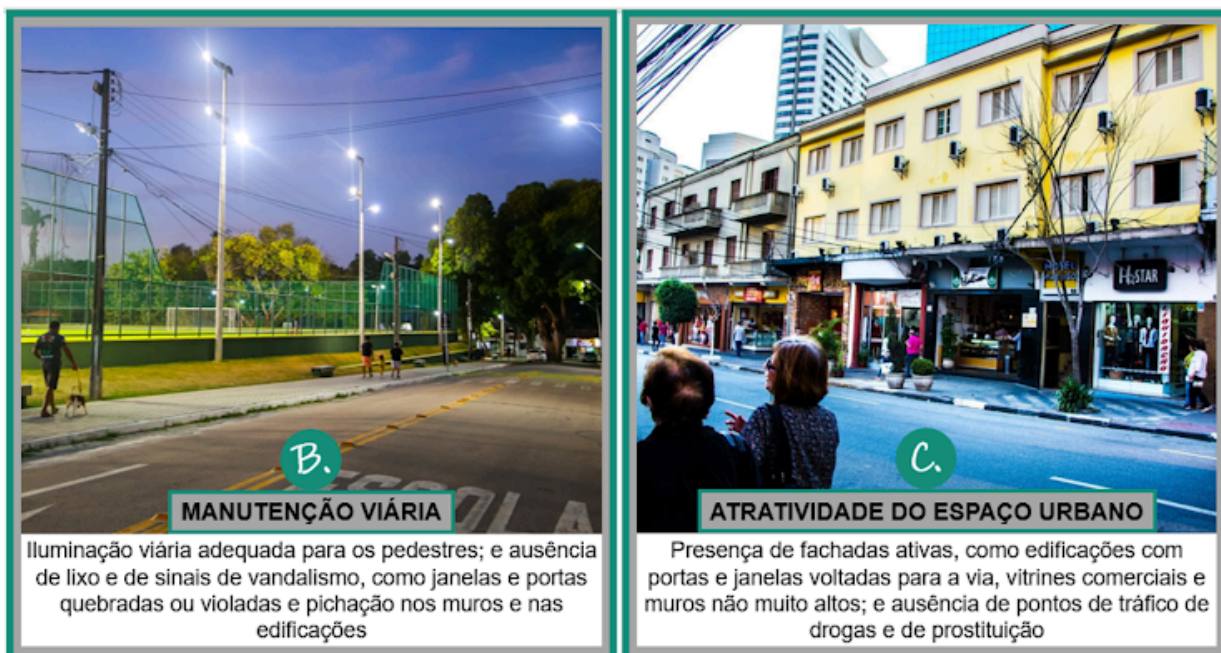 ESCOLA
B.
MANUTENÇÃO VIÁRIA
Iluminação viária adequada para os pedestres; e ausência
de lixo e de sinais de vandalismo, como janelas e portas
quebradas ou violadas e pichação nos muros e nas
edificações
HOTEL
H STAR
C.
ATRATIVIDADE DO ESPAÇO URBANO
Presença de fachadas ativas, como edificações com
portas e janelas voltadas para a via, vitrines comerciais e
muros não muito altos; e ausência de pontos de tráfico de
drogas e de prostituição